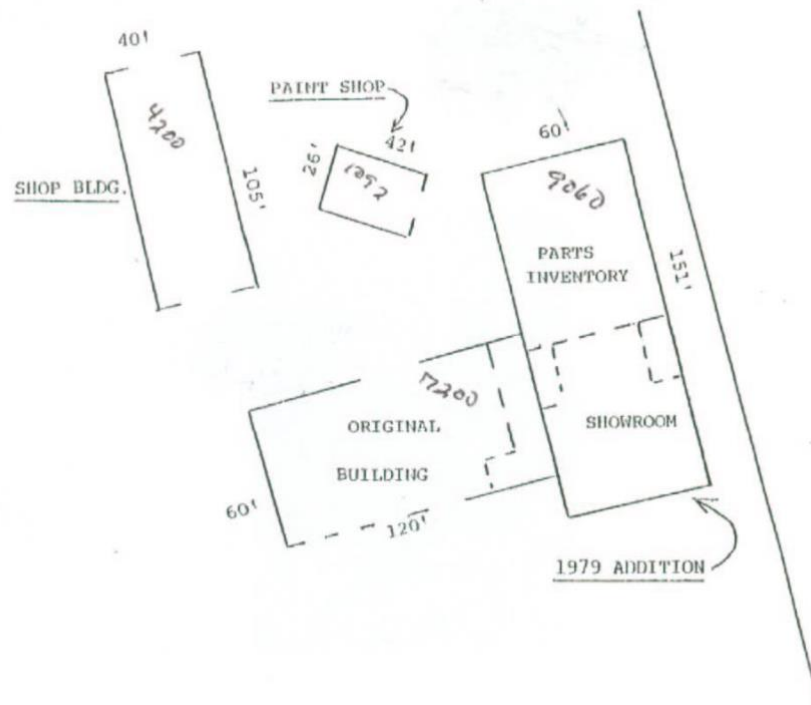 40'
4200
105'
SHOP BLDG.
PAINT SHOP
26'
42'
1092
60'
9060
PARTS
INVENTORY
151'
7200
ORIGINAL
BUILDING
SHOWROOM
60'
120'
1979 ADDITION